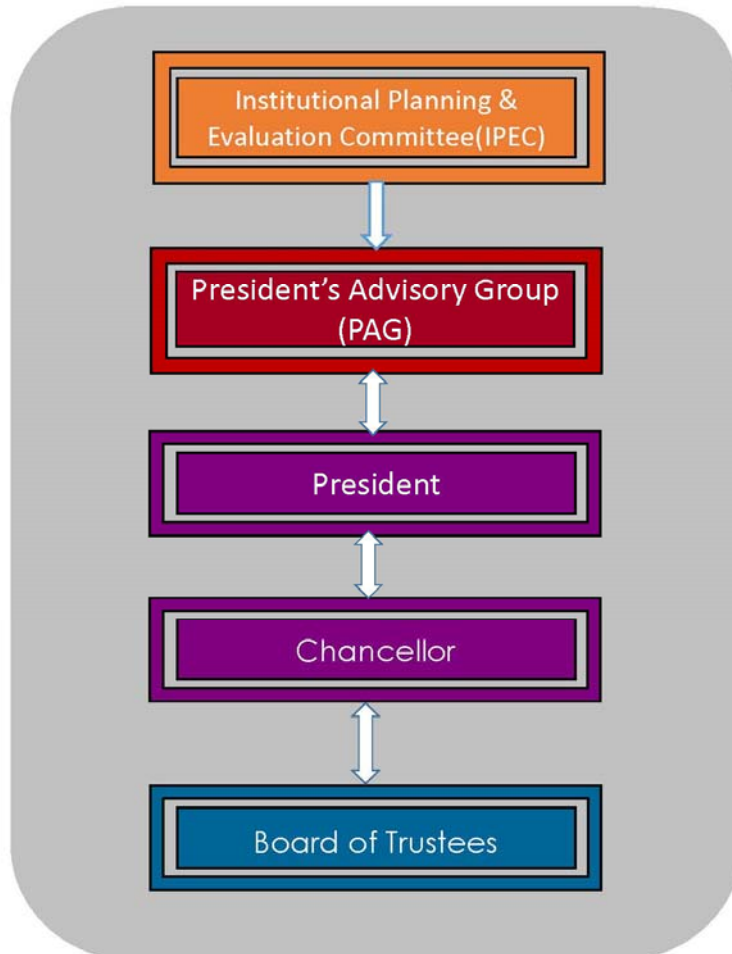 Institutional Planning &
Evaluation Committee(IPEC)
President’s Advisory Group
(PAG)
President
Chancellor
Board of Trustees